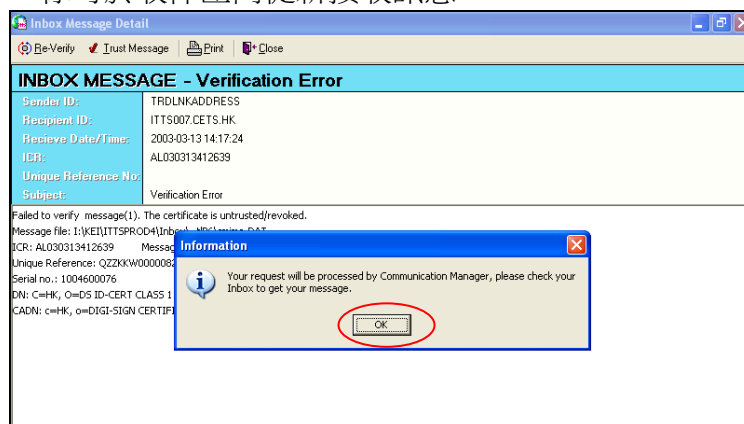 Inbox Message Detail
Re-Verify Trust Message Print Close
INBOX MESSAGE - Verification Error
Sender ID: TRDLNKADDRESS
Recipient ID: ITTS007.CETS.HK
Recieve Date/Time: 2003-03-13 14:17:24
ICR: AL030313412639
Unique Reference No:
Subject: Verification Error
Failed to verify message(1). The certificate is untrusted/revoked.
Message file: I:\KEI\ITTSPROD4\Inbox\
ICR: AL030313412639 Messag
Unique Reference: QZZKKW0000082
Serial no.: 1004600076
DN: C=HK, O=DS ID-CERT CLASS 1
CADN: c=HK, o=DIGI-SIGN CERTIFI
Information
Your request will be processed by Communication Manager, please check your
Inbox to get your message.
OK